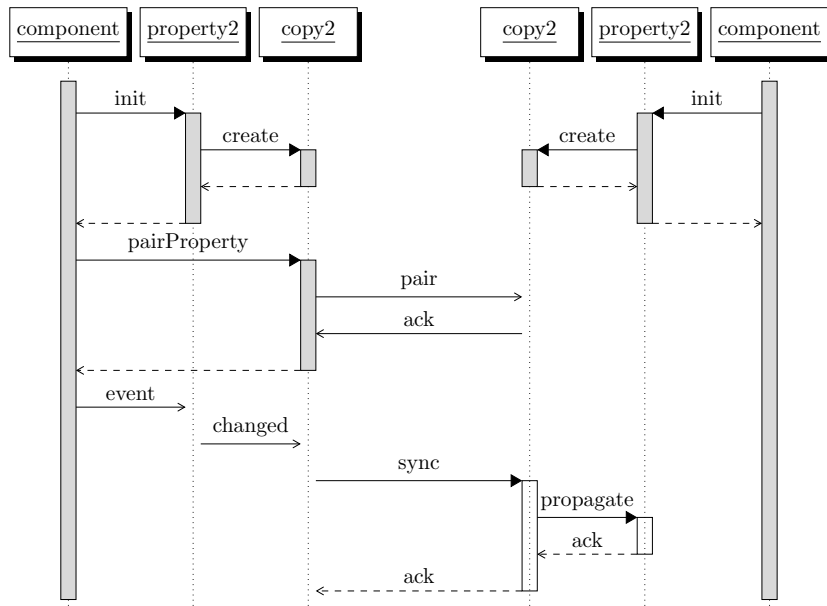 component property2 copy2 copy2 property2 component
init init
create create
pairProperty
pair
ack
event
changed
sync
propagate
ack
ack